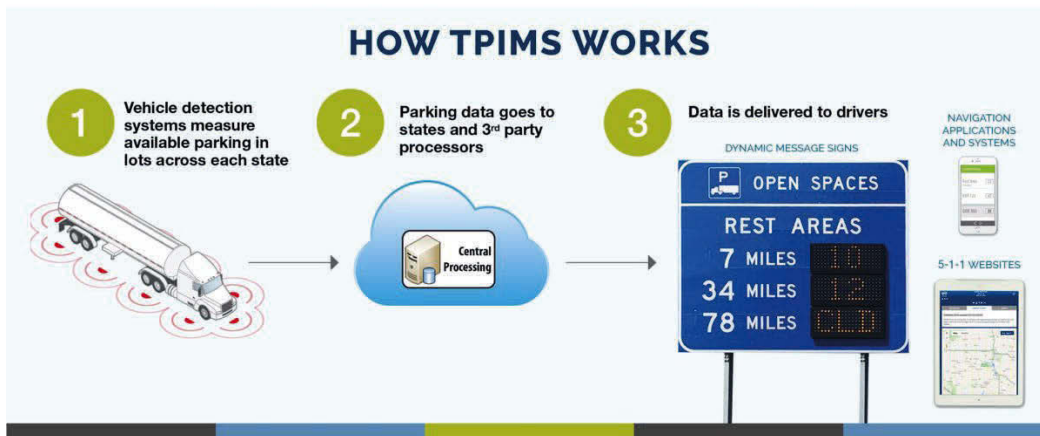 HOW TPIMS WORKS
1
Vehicle detection
systems measure
available parking in
lots across each state
2
Parking data goes to
states and 3rd party
processors
Central
Processing
3
Data is delivered to drivers
DYNAMIC MESSAGE SIGNS
P
OPEN SPACES
REST AREAS
7 MILES 10
34 MILES 12
78 MILES CLD
NAVIGATION
APPLICATIONS
AND SYSTEMS
5-1-1 WEBSITES